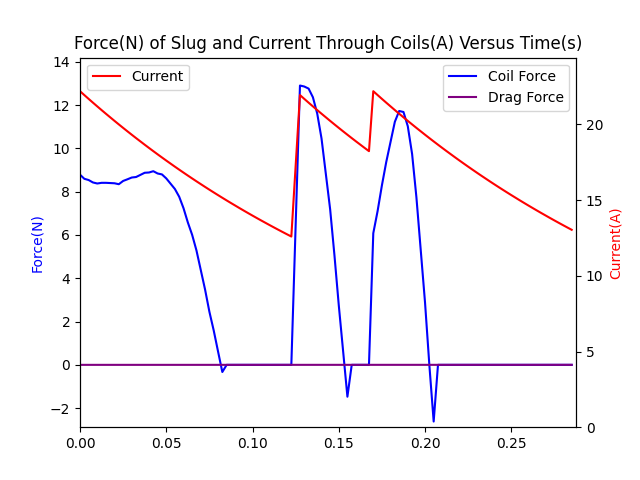 Force(N) of Slug and Current Through Coils(A) Versus Time(s)
Current
Coil Force
Drag Force
Force(N)
14
12
10
8
6
4
2
0
−2
Current(A)
20
15
10
5
0
0.00 0.05 0.10 0.15 0.20 0.25